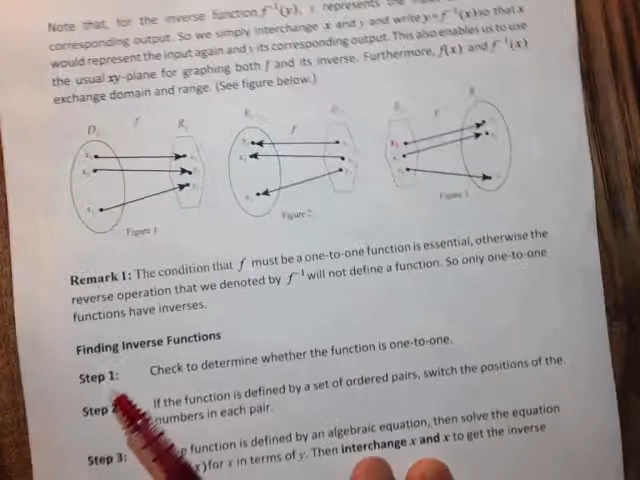 Note that, for the inverse function f⁻¹(y), y represents the
corresponding output. So we simply interchange x and y and write y = f⁻¹(x) so that x
would represent the input again and y its corresponding output. This also enables us to use
the usual xy-plane for graphing both f and its inverse. Furthermore, f(x) and f⁻¹(x)
exchange domain and range. (See figure below.)
D f R
f
Figure 1
Figure 2
Figure 3
Remark 1: The condition that f must be a one-to-one function is essential, otherwise the
reverse operation that we denoted by f⁻¹ will not define a function. So only one-to-one
functions have inverses.
Finding Inverse Functions
Step 1: Check to determine whether the function is one-to-one.
Step If the function is defined by a set of ordered pairs, switch the positions of the
numbers in each pair.
Step 3: function is defined by an algebraic equation, then solve the equation
for x in terms of y. Then interchange x and x to get the inverse